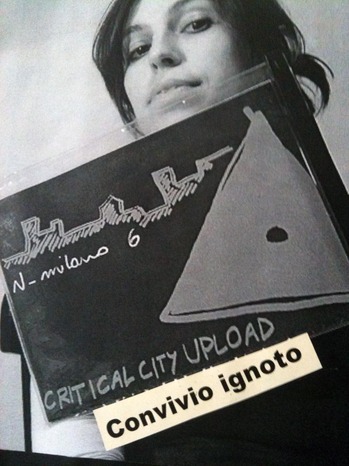 N-milano 6
CRITICAL CITY UPLOAD
Convivio ignoto